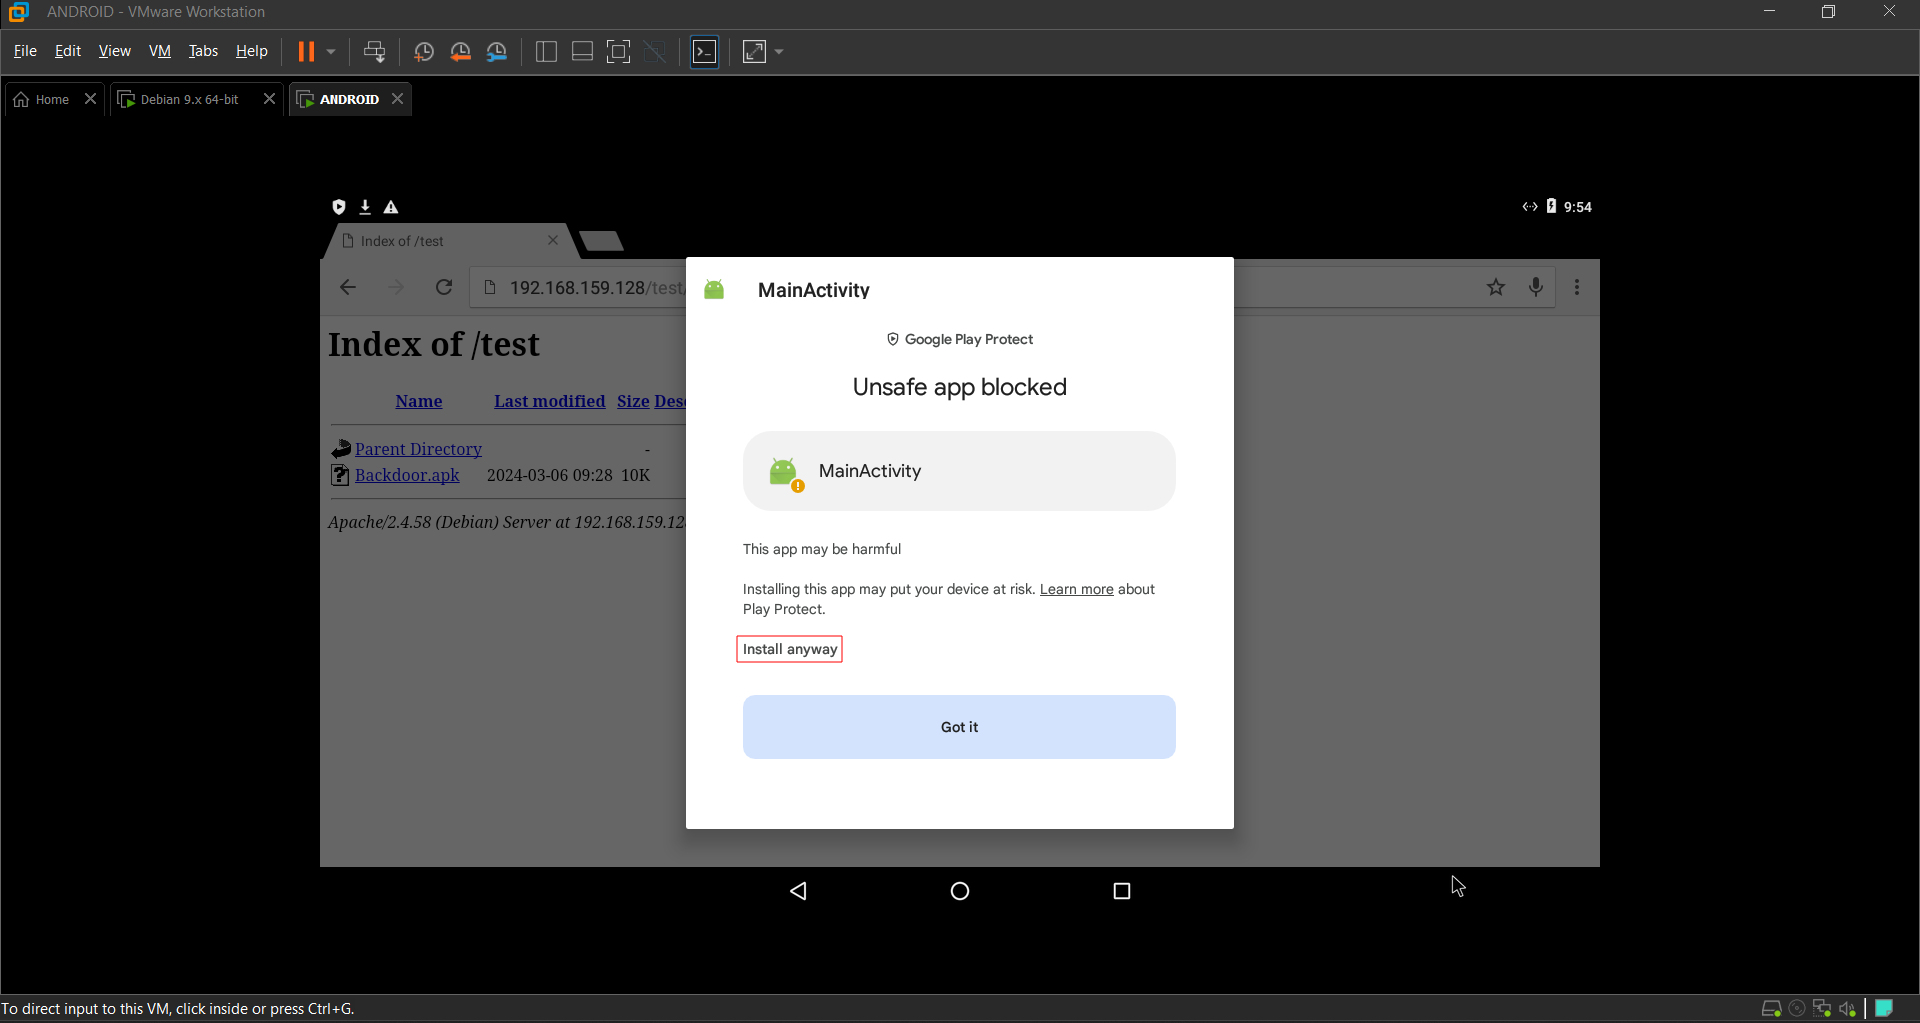 ANDROID - VMware Workstation
File Edit View VM Tabs Help
Home Debian 9.x 64-bit ANDROID
9:54
Index of /test
192.168.159.128/test/
Index of /test
Name Last modified Size Desc
Parent Directory -
Backdoor.apk 2024-03-06 09:28 10K
Apache/2.4.58 (Debian) Server at 192.168.159.12
MainActivity
Google Play Protect
Unsafe app blocked
MainActivity
This app may be harmful
Installing this app may put your device at risk. Learn more about
Play Protect.
Install anyway
Got it
To direct input to this VM, click inside or press Ctrl+G.